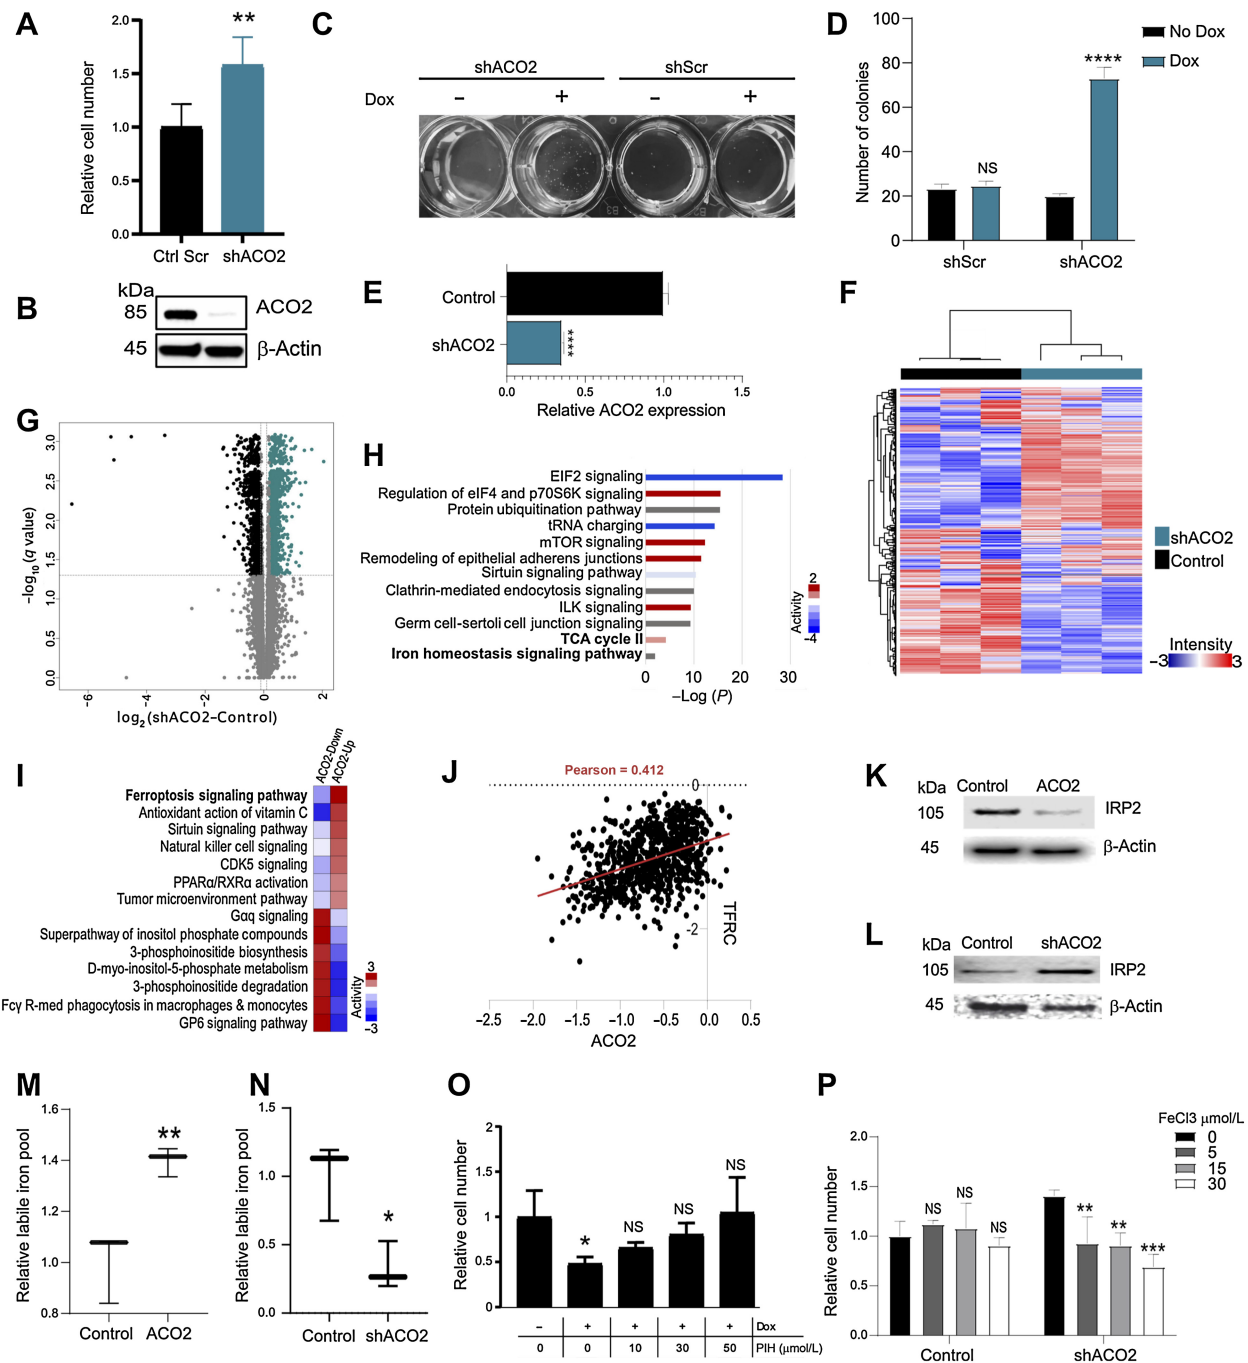 A
Relative cell number
2.0
1.5
1.0
0.5
0.0
**
Ctrl Scr shACO2
B
kDa
85 ACO2
45 β-Actin
C
shACO2 shScr
Dox − + − +
D
Number of colonies
100
80
60
40
20
0
NS
****
No Dox
Dox
shScr shACO2
E
Control
shACO2
****
0.0 0.5 1.0 1.5
Relative ACO2 expression
F
shACO2
Control
Intensity
−3 3
G
−log10 (q value)
3.0
2.5
2.0
1.5
1.0
0.5
0.0
−6 −4 −2 0 2
log2 (shACO2−Control)
H
EIF2 signaling
Regulation of eIF4 and p70S6K signaling
Protein ubiquitination pathway
tRNA charging
mTOR signaling
Remodeling of epithelial adherens junctions
Sirtuin signaling pathway
Clathrin-mediated endocytosis signaling
ILK signaling
Germ cell-sertoli cell junction signaling
TCA cycle II
Iron homeostasis signaling pathway
0 10 20 30
−Log (P)
2
Activity
−4
I
ACO2-Down
ACO2-Up
Ferroptosis signaling pathway
Antioxidant action of vitamin C
Sirtuin signaling pathway
Natural killer cell signaling
CDK5 signaling
PPARα/RXRα activation
Tumor microenvironment pathway
Gαq signaling
Superpathway of inositol phosphate compounds
3-phosphoinositide biosynthesis
D-myo-inositol-5-phosphate metabolism
3-phosphoinositide degradation
Fcγ R-med phagocytosis in macrophages & monocytes
GP6 signaling pathway
3
Activity
−3
J
Pearson = 0.412
0
-2
TFRC
−2.5 −2.0 −1.5 −1.0 −0.5 0.0 0.5
ACO2
K
kDa Control ACO2
105 IRP2
45 β-Actin
L
kDa Control shACO2
105 IRP2
45 β-Actin
M
Relative labile iron pool
1.6
1.4
1.2
1.0
0.8
**
Control ACO2
N
Relative labile iron pool
1.5
1.0
0.5
0.0
*
Control shACO2
O
Relative cell number
2
1.5
1
0.5
0
*
NS
NS
NS
− + + + + Dox
0 0 10 30 50 PIH (μmol/L)
P
FeCl3 μmol/L
0
5
15
30
Relative cell number
2.0
1.5
1.0
0.5
0.0
NS
NS
NS
**
**
***
Control shACO2